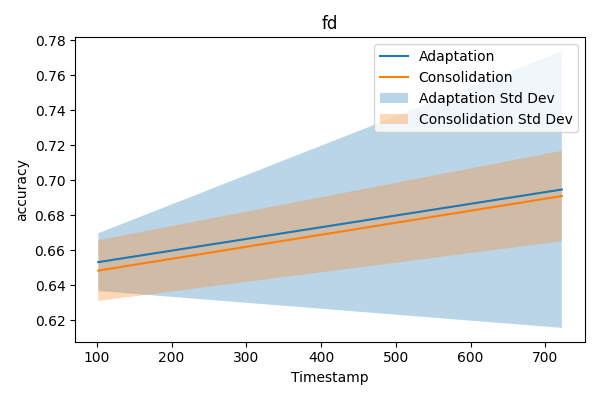 fd
0.78
0.76
0.74
0.72
0.70
0.68
0.66
0.64
0.62
accuracy
Adaptation
Consolidation
Adaptation Std Dev
Consolidation Std Dev
100 200 300 400 500 600 700
Timestamp